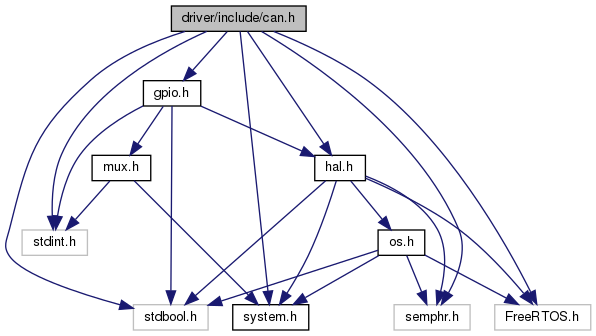 driver/include/can.h
gpio.h
mux.h
hal.h
stdint.h
os.h
stdbool.h
system.h
semphr.h
FreeRTOS.h